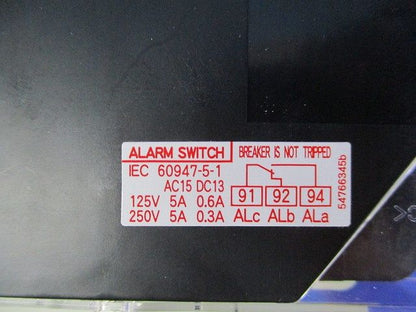 ALARM SWITCH BREAKER IS NOT TRIPPED
IEC 60947-5-1
AC15 DC13
125V 5A 0.6A
250V 5A 0.3A
91 92 94
ALc ALb ALa
54766345b